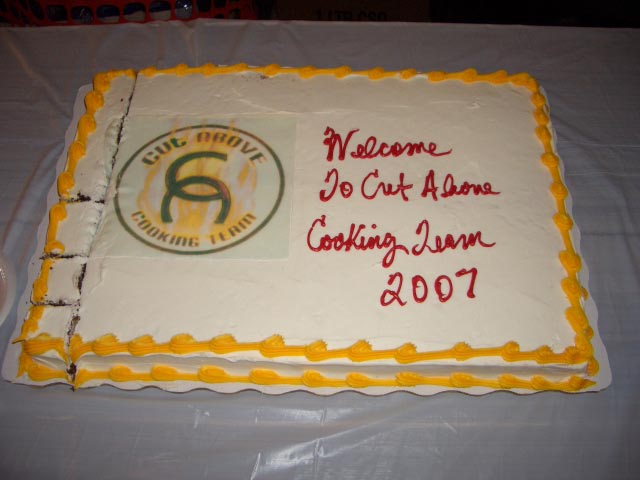 CUT ABOVE
COOKING TEAM
Welcome
To Cut Above
Cooking Team
2007